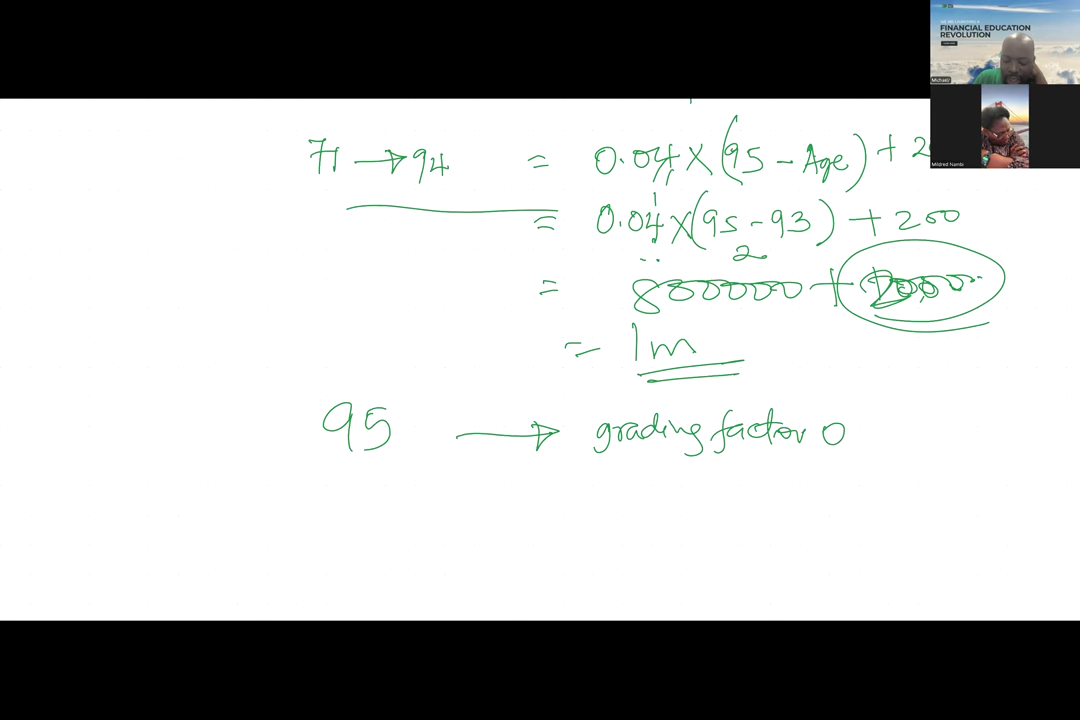 FINANCIAL EDUCATION
REVOLUTION
Michael
Mildred Nambi
71 → 94 = 0.04 X (95 - Age) + 2
= 0.04 X (95 - 93) + 200
2
= 800000 +
= 1m
95 → grading factor 0